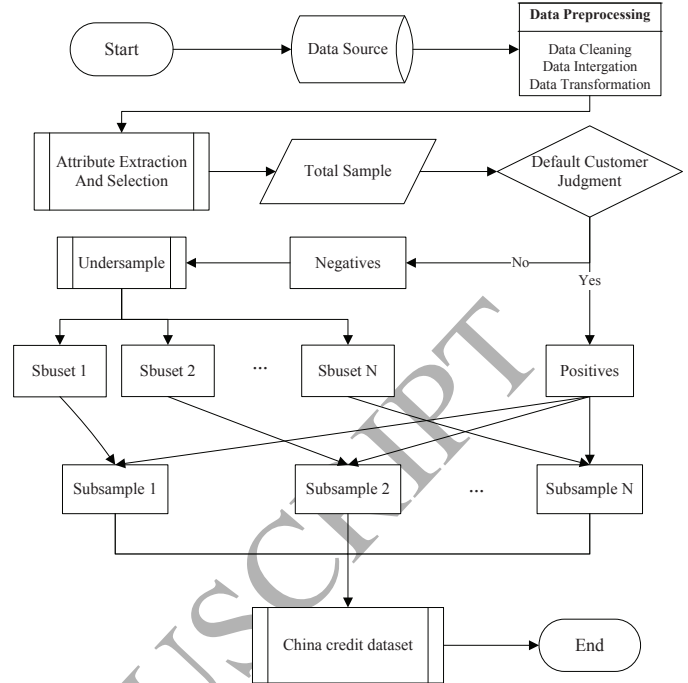 Start
Data Source
Data Preprocessing
Data Cleaning
Data Intergation
Data Transformation
Attribute Extraction
And Selection
Total Sample
Default Customer
Judgment
Undersample
Negatives
No
Yes
Sbuset 1
Sbuset 2
...
Sbuset N
Positives
Subsample 1
Subsample 2
...
Subsample N
China credit dataset
End
USCRIPT